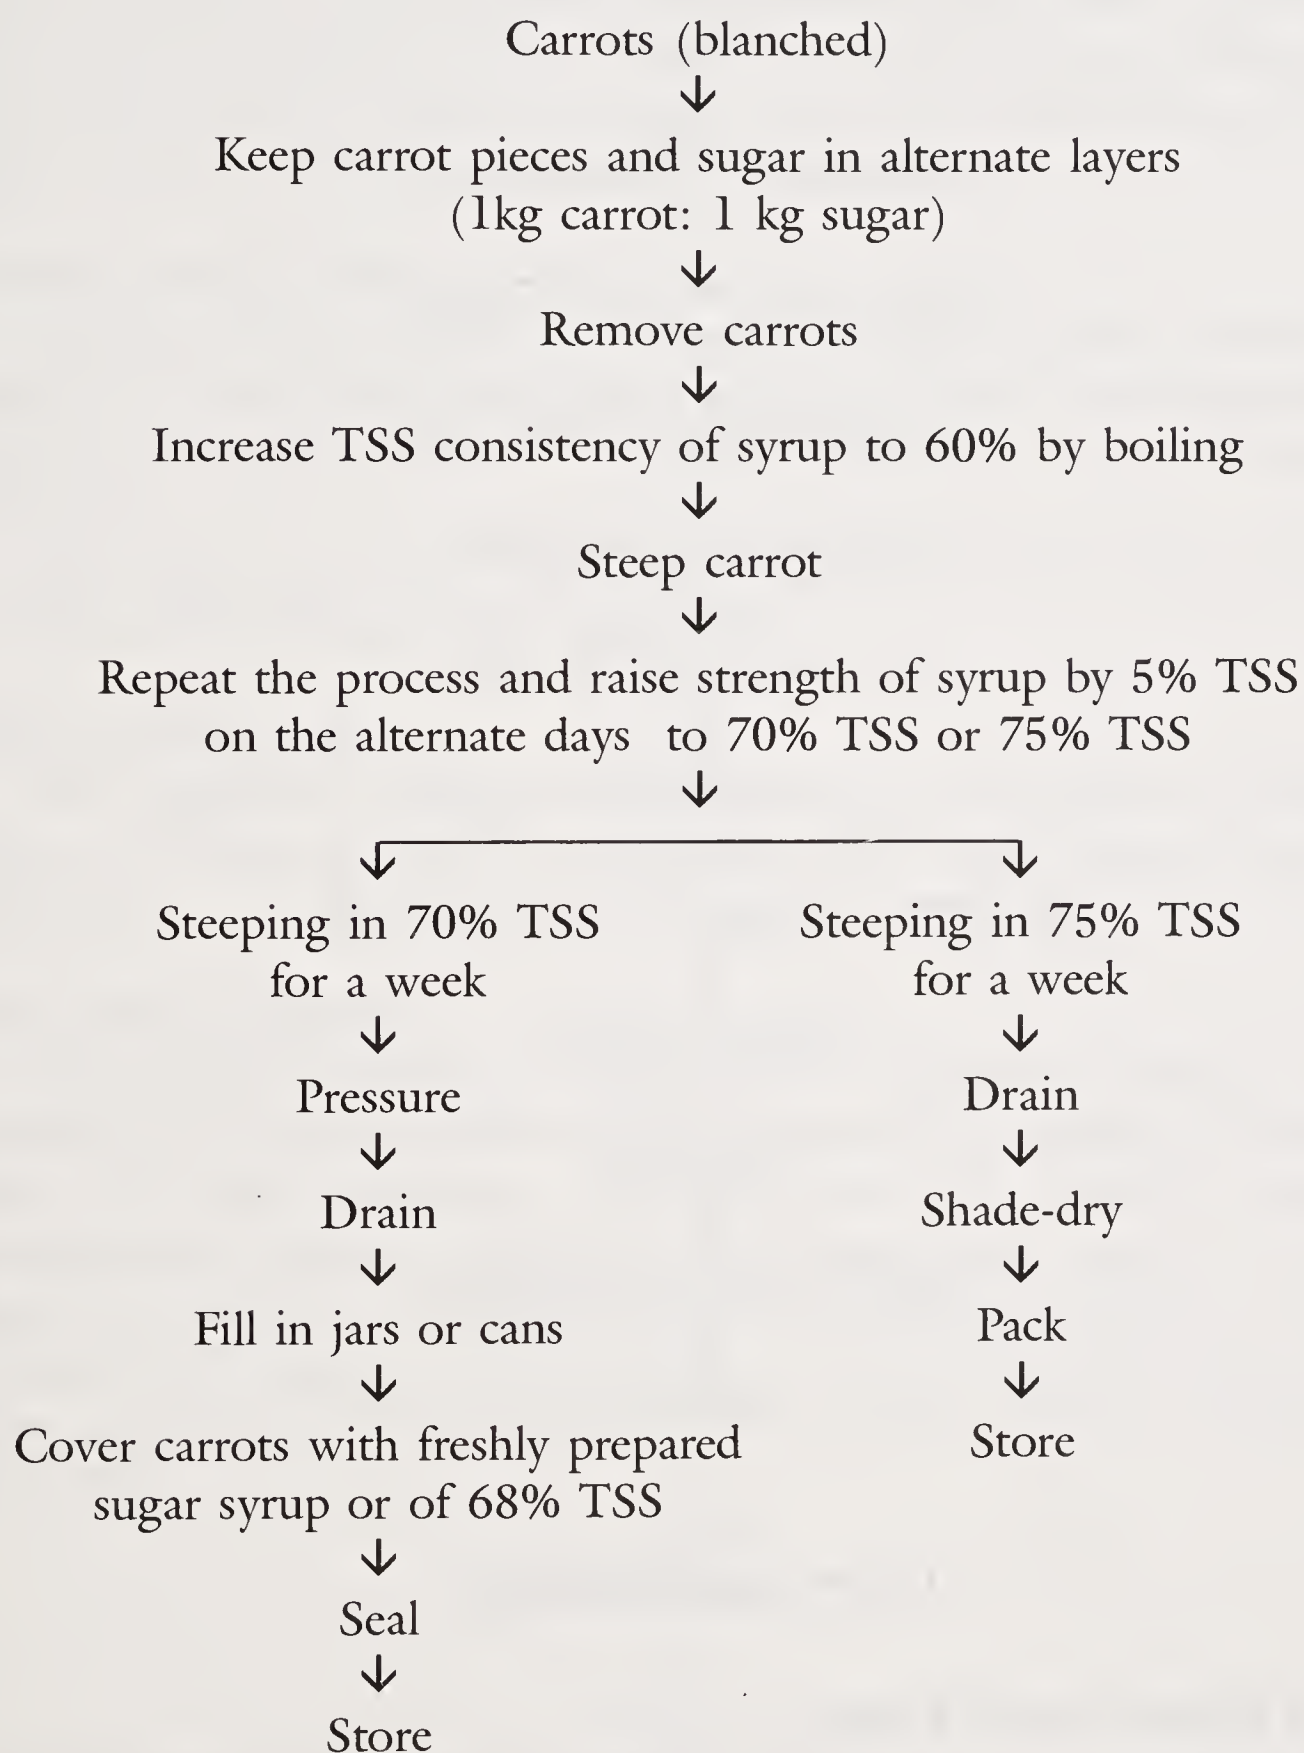 Carrots (blanched)
Keep carrot pieces and sugar in alternate layers
(1kg carrot: 1 kg sugar)
Remove carrots
Increase TSS consistency of syrup to 60% by boiling
Steep carrot
Repeat the process and raise strength of syrup by 5% TSS
on the alternate days to 70% TSS or 75% TSS
Steeping in 70% TSS
for a week
Pressure
Drain
Fill in jars or cans
Cover carrots with freshly prepared
sugar syrup or of 68% TSS
Seal
Store
Steeping in 75% TSS
for a week
Drain
Shade-dry
Pack
Store